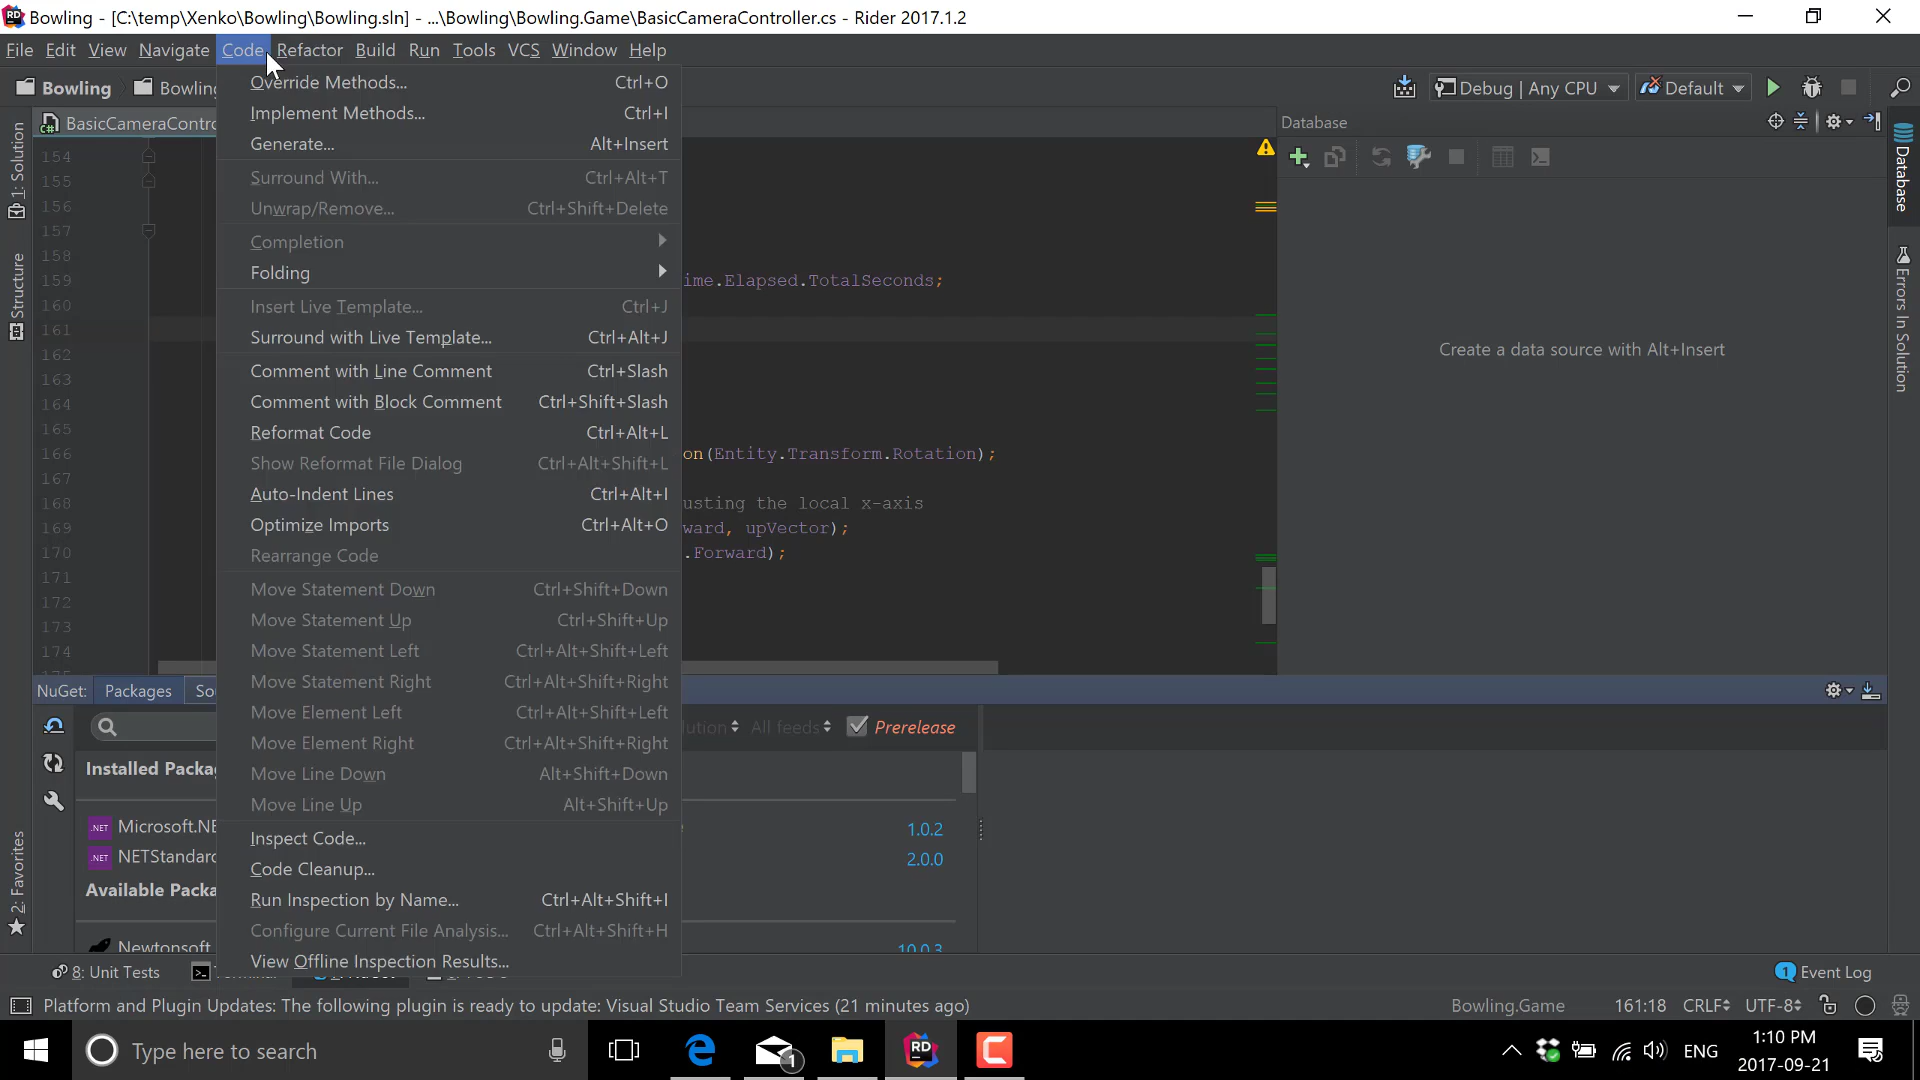 Bowling - [C:\temp\Xenko\Bowling\Bowling.sln] - ...\Bowling\Bowling.Game\BasicCameraController.cs - Rider 2017.1.2
File Edit View Navigate Code Refactor Build Run Tools VCS Window Help
Bowling Bowling
Debug | Any CPU Default
BasicCameraContro
Database
1: Solution
Structure
2: Favorites
Database
Errors In Solution
Override Methods... Ctrl+O
Implement Methods... Ctrl+I
Generate... Alt+Insert
Surround With... Ctrl+Alt+T
Unwrap/Remove... Ctrl+Shift+Delete
Completion
Folding
Insert Live Template... Ctrl+J
Surround with Live Template... Ctrl+Alt+J
Comment with Line Comment Ctrl+Slash
Comment with Block Comment Ctrl+Shift+Slash
Reformat Code Ctrl+Alt+L
Show Reformat File Dialog Ctrl+Alt+Shift+L
Auto-Indent Lines Ctrl+Alt+I
Optimize Imports Ctrl+Alt+O
Rearrange Code
Move Statement Down Ctrl+Shift+Down
Move Statement Up Ctrl+Shift+Up
Move Statement Left Ctrl+Alt+Shift+Left
Move Statement Right Ctrl+Alt+Shift+Right
Move Element Left Ctrl+Alt+Shift+Left
Move Element Right Ctrl+Alt+Shift+Right
Move Line Down Alt+Shift+Down
Move Line Up Alt+Shift+Up
Inspect Code...
Code Cleanup...
Run Inspection by Name... Ctrl+Alt+Shift+I
Configure Current File Analysis... Ctrl+Alt+Shift+H
View Offline Inspection Results...
154
155
156
157
158
159 ime.Elapsed.TotalSeconds;
160
161
162
163
164
165
166 on(Entity.Transform.Rotation);
167
168 usting the local x-axis
169 ward, upVector);
170 .Forward);
171
172
173
174
Create a data source with Alt+Insert
NuGet: Packages Sou
lution All feeds Prerelease
Installed Packa
.NET Microsoft.NE 1.0.2
.NET NETStandard 2.0.0
Available Packa
Newtonsoft 10.0.3
8: Unit Tests
1 Event Log
Platform and Plugin Updates: The following plugin is ready to update: Visual Studio Team Services (21 minutes ago)
Bowling.Game 161:18 CRLF UTF-8
Type here to search
1
RD
ENG
1:10 PM
2017-09-21